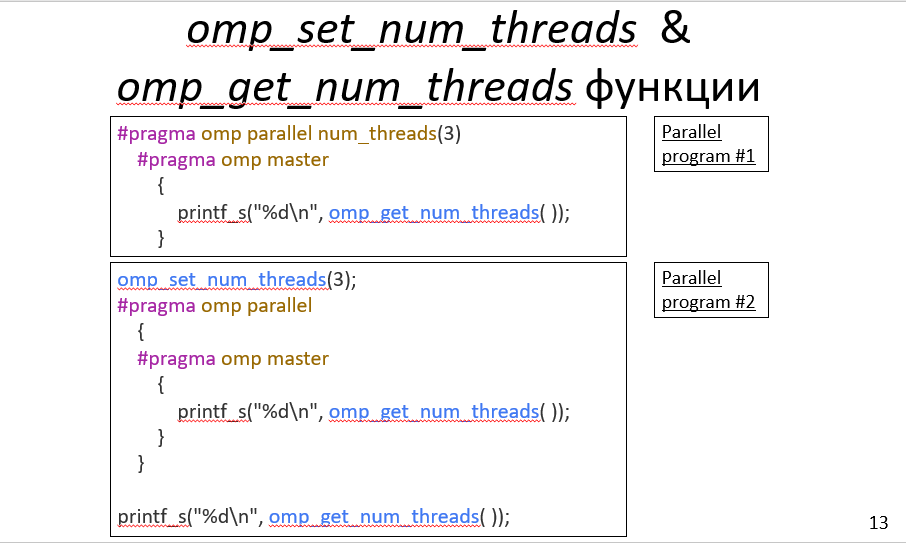 omp_set_num_threads &
omp_get_num_threads функции
#pragma omp parallel num_threads(3)
#pragma omp master
{
printf_s("%d\n", omp_get_num_threads( ));
}
Parallel
program #1
omp_set_num_threads(3);
#pragma omp parallel
{
#pragma omp master
{
printf_s("%d\n", omp_get_num_threads( ));
}
}
printf_s("%d\n", omp_get_num_threads( ));
Parallel
program #2
13